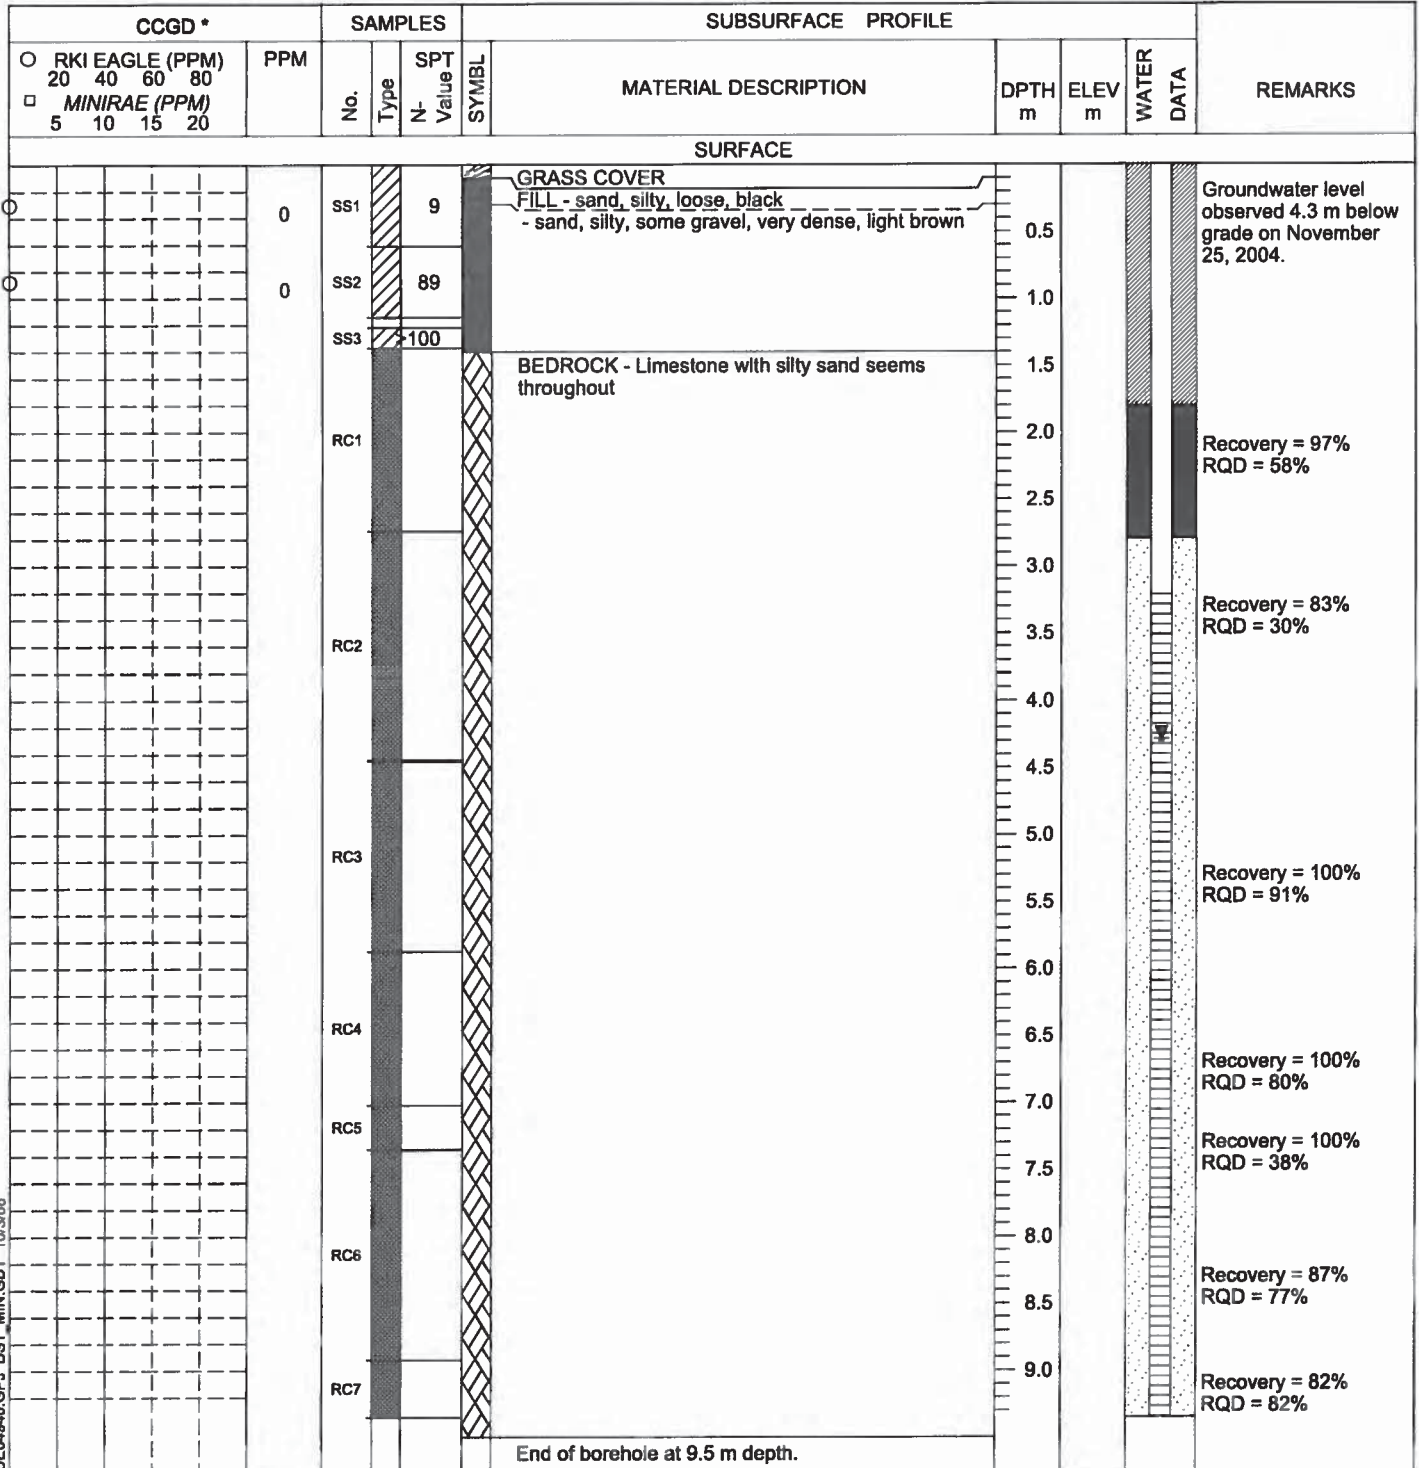 CCGD *
SAMPLES
SUBSURFACE PROFILE
RKI EAGLE (PPM)
20 40 60 80
MINIRAE (PPM)
5 10 15 20
PPM
No.
Type
SPT
N-Value
SYMBL
MATERIAL DESCRIPTION
DPTH
m
ELEV
m
WATER
DATA
REMARKS
SURFACE
GRASS COVER
FILL - sand, silty, loose, black
- sand, silty, some gravel, very dense, light brown
BEDROCK - Limestone with silty sand seems
throughout
End of borehole at 9.5 m depth.
0
0
SS1
9
SS2
89
SS3
>100
RC1
RC2
RC3
RC4
RC5
RC6
RC7
0.5
1.0
1.5
2.0
2.5
3.0
3.5
4.0
4.5
5.0
5.5
6.0
6.5
7.0
7.5
8.0
8.5
9.0
Groundwater level
observed 4.3 m below
grade on November
25, 2004.
Recovery = 97%
RQD = 58%
Recovery = 83%
RQD = 30%
Recovery = 100%
RQD = 91%
Recovery = 100%
RQD = 80%
Recovery = 100%
RQD = 38%
Recovery = 87%
RQD = 77%
Recovery = 82%
RQD = 82%